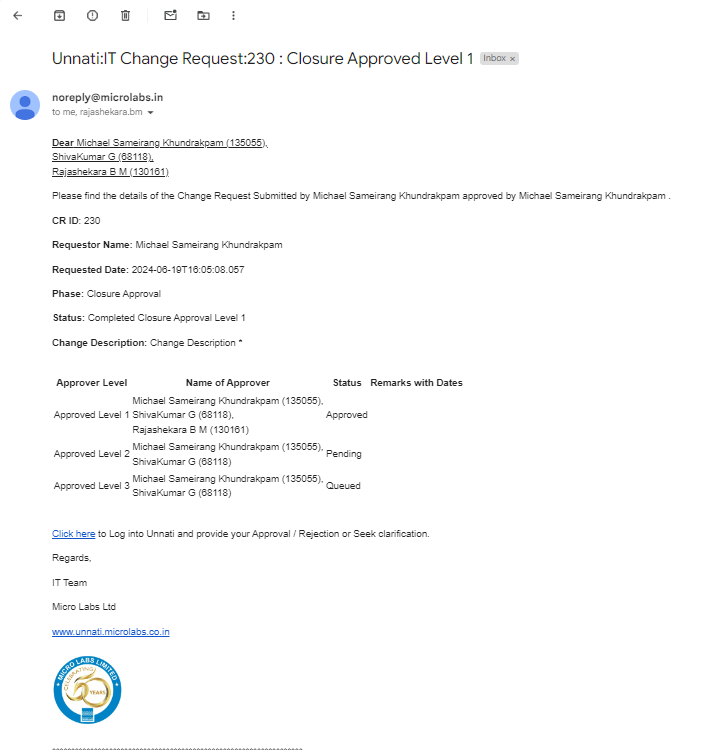 Unnati:IT Change Request:230 : Closure Approved Level 1 Inbox ×
noreply@microlabs.in
to me, rajashekara.bm
Dear Michael Sameirang Khundrakpam (135055),
ShivaKumar G (68118),
Rajashekara B M (130161)
Please find the details of the Change Request Submitted by Michael Sameirang Khundrakpam approved by Michael Sameirang Khundrakpam .
CR ID: 230
Requestor Name: Michael Sameirang Khundrakpam
Requested Date: 2024-06-19T16:05:08.057
Phase: Closure Approval
Status: Completed Closure Approval Level 1
Change Description: Change Description *
Approver Level Name of Approver Status Remarks with Dates
Michael Sameirang Khundrakpam (135055),
Approved Level 1 ShivaKumar G (68118), Approved
Rajashekara B M (130161)
Approved Level 2 Michael Sameirang Khundrakpam (135055), Pending
ShivaKumar G (68118)
Approved Level 3 Michael Sameirang Khundrakpam (135055), Queued
ShivaKumar G (68118)
Click here to Log into Unnati and provide your Approval / Rejection or Seek clarification.
Regards,
IT Team
Micro Labs Ltd
www.unnati.microlabs.co.in
MICRO LABS LIMITED
CELEBRATING
50 YEARS